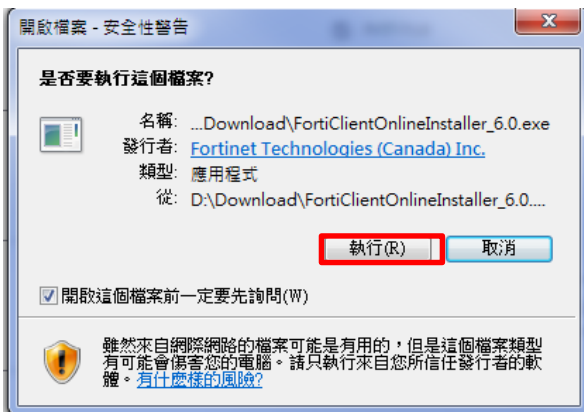 開啟檔案 - 安全性警告
是否要執行這個檔案?
名稱: ...Download\FortiClientOnlineInstaller_6.0.exe
發行者: Fortinet Technologies (Canada) Inc.
類型: 應用程式
從: D:\Download\FortiClientOnlineInstaller_6.0....
執行(R) 取消
開啟這個檔案前一定要先詢問(W)
雖然來自網際網路的檔案可能是有用的，但是這個檔案類型
有可能會傷害您的電腦。請只執行來自您所信任發行者的軟
體。有什麼樣的風險?